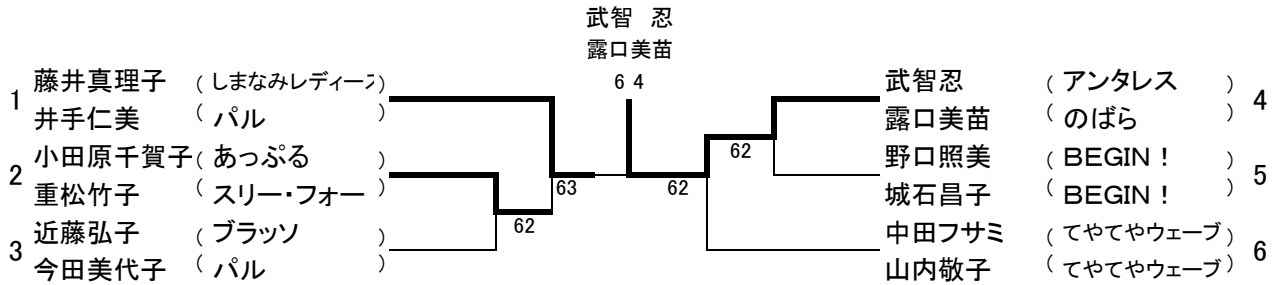 武智 忍
露口美苗
6 4
1
藤井真理子 (しまなみレディース)
井手仁美 (パル)
2
小田原千賀子(あっぷる)
重松竹子 (スリー・フォー)
3
近藤弘子 (ブラッソ)
今田美代子 (パル)
63
62
62
62
武智忍 (アンタレス)
露口美苗 (のばら)
4
野口照美 (BEGIN!)
城石昌子 (BEGIN!)
5
中田フサミ (てやてやウェーブ)
山内敬子 (てやてやウェーブ)
6